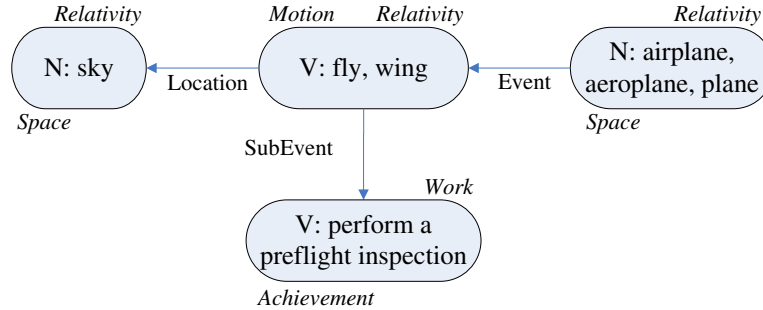 Relativity
Motion
Relativity
Relativity
N: sky
Location
V: fly, wing
Event
N: airplane,
aeroplane, plane
Space
Space
SubEvent
Work
V: perform a
preflight inspection
Achievement